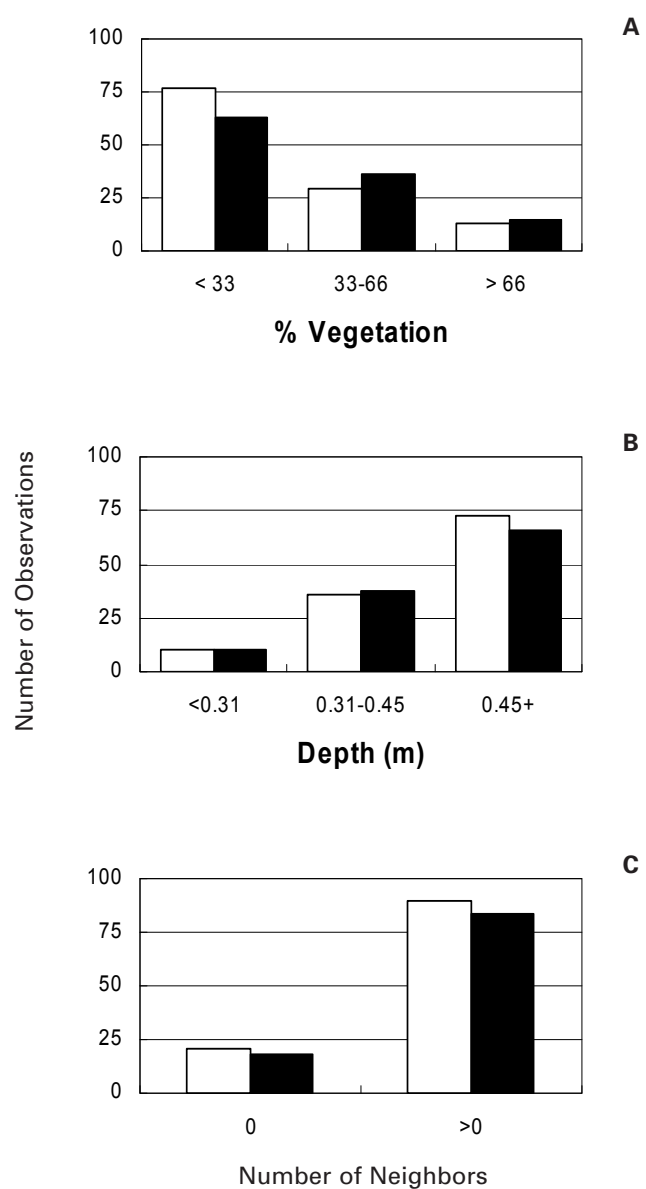 A
100
75
50
25
0
< 33 33-66 > 66
% Vegetation
Number of Observations
B
100
75
50
25
0
<0.31 0.31-0.45 0.45+
Depth (m)
C
100
75
50
25
0
0 >0
Number of Neighbors